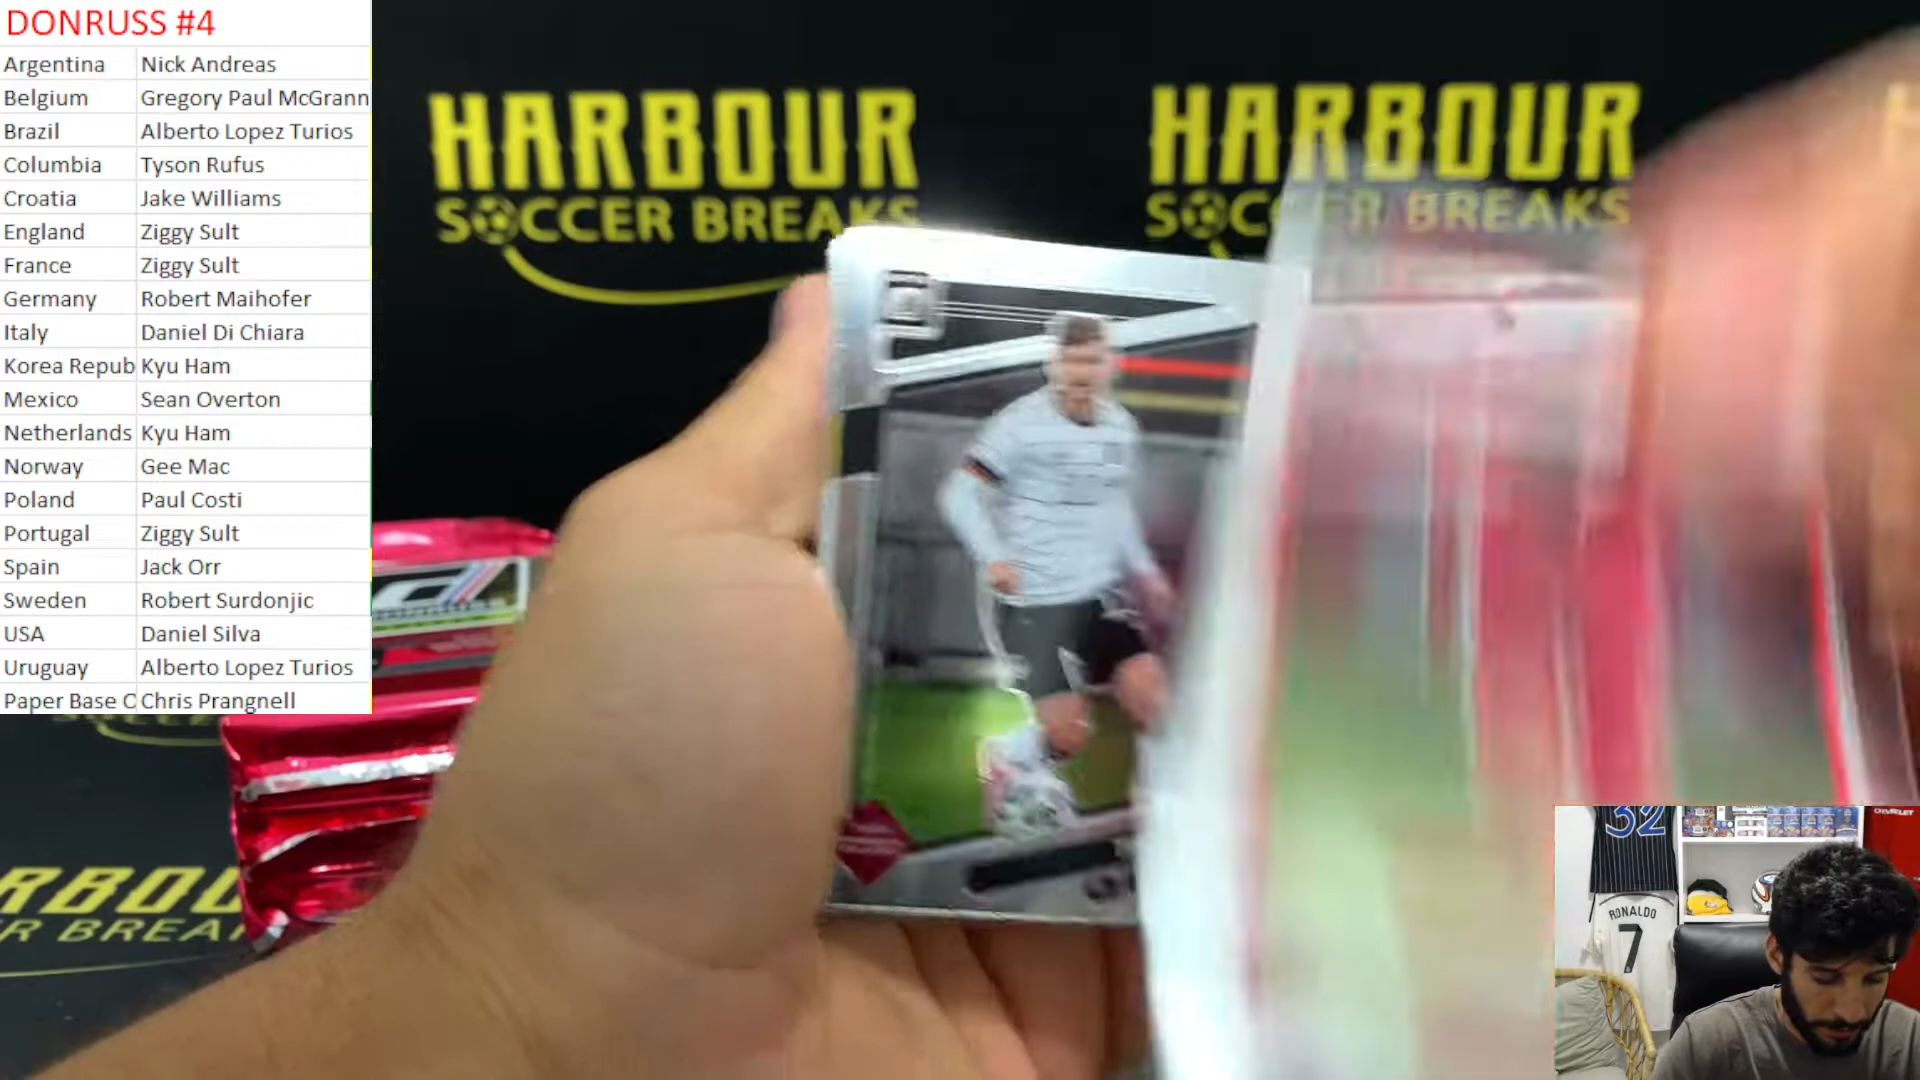 DONRUSS #4
Argentina Nick Andreas
Belgium Gregory Paul McGrann
Brazil Alberto Lopez Turios
Columbia Tyson Rufus
Croatia Jake Williams
England Ziggy Sult
France Ziggy Sult
Germany Robert Maihofer
Italy Daniel Di Chiara
Korea Repub Kyu Ham
Mexico Sean Overton
Netherlands Kyu Ham
Norway Gee Mac
Poland Paul Costi
Portugal Ziggy Sult
Spain Jack Orr
Sweden Robert Surdonjic
USA Daniel Silva
Uruguay Alberto Lopez Turios
Paper Base C Chris Prangnell
HARBOUR
SOCCER BREAKS
HARBOUR
SOCCER BREAKS
RBOU
R BREA
32
RONALDO
7
CHEVROLET